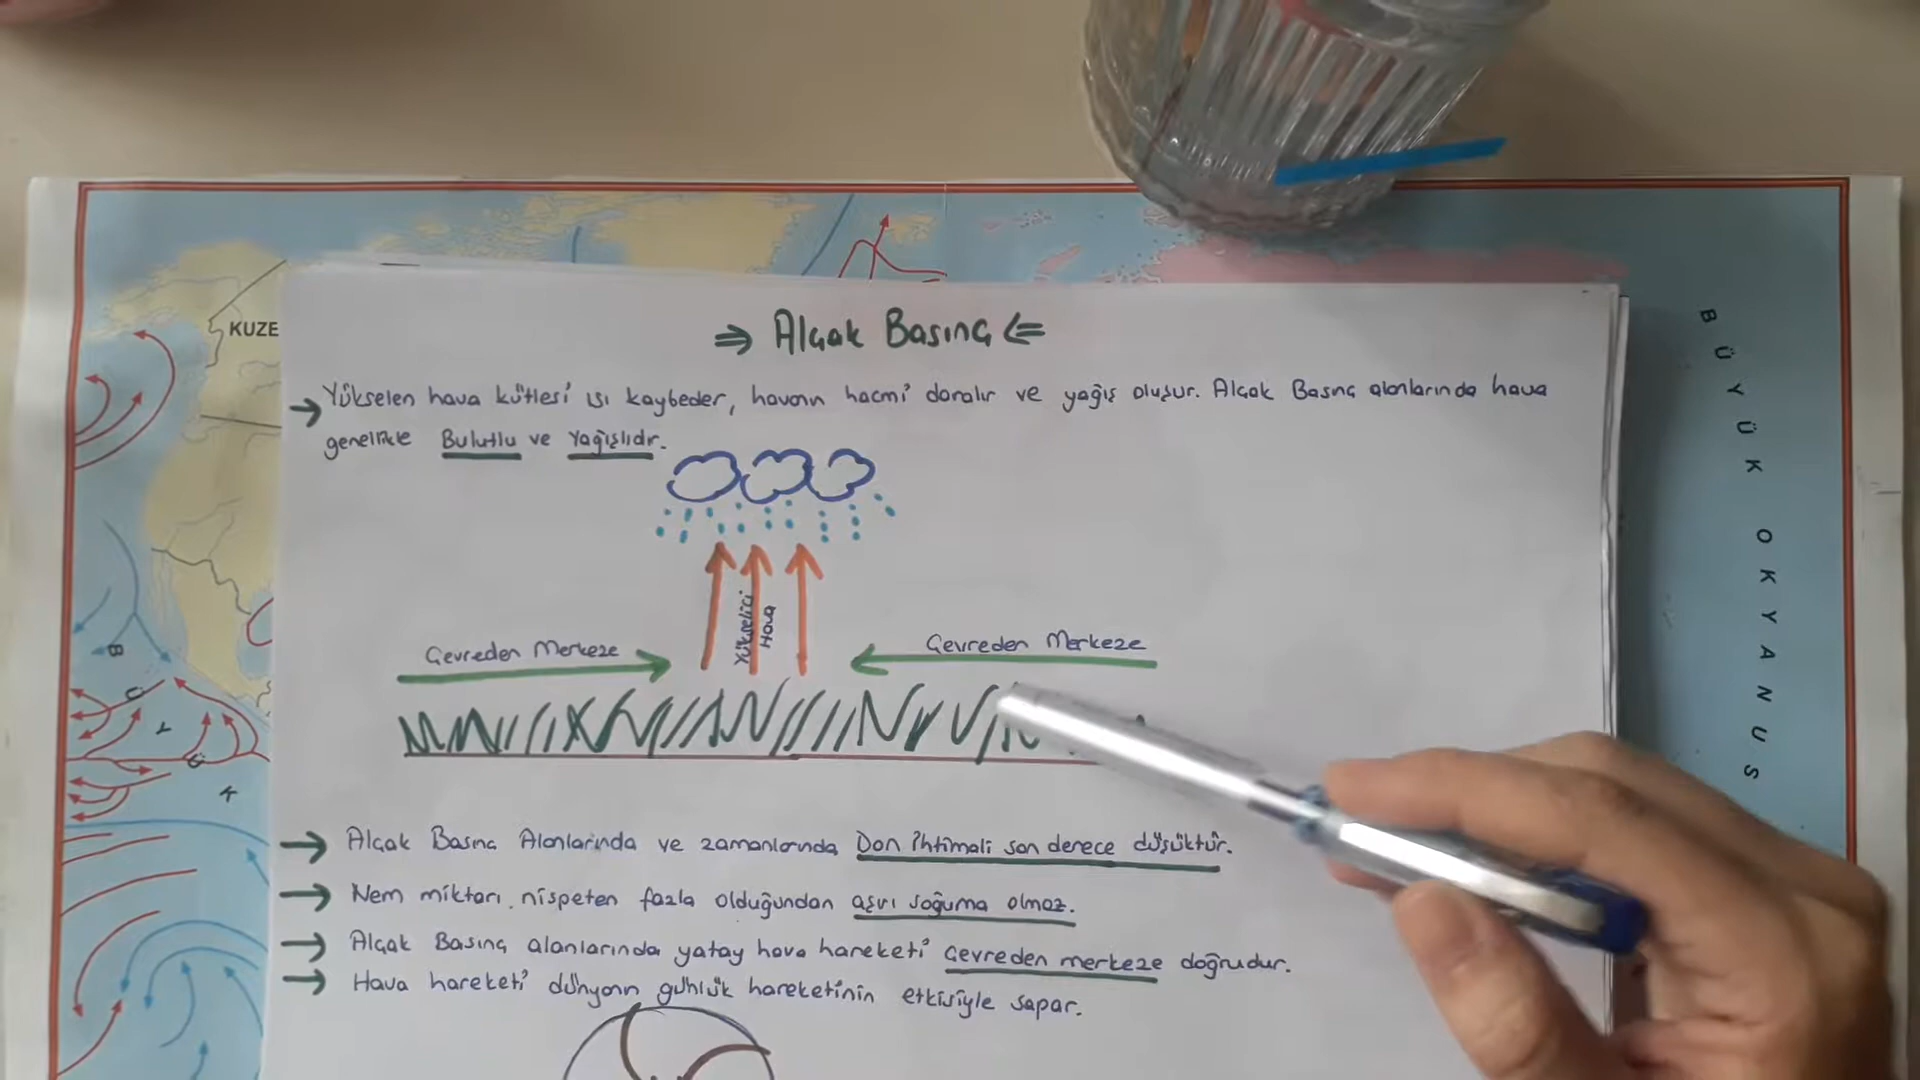 ⇒ Alçak Basınç ⇐
→ Yükselen hava kütlesi ısı kaybeder, havanın hacmi daralır ve yağış oluşur. Alçak Basınç alanlarında hava
genellikle Bulutlu ve Yağışlıdır.
Yükselici
Hava
Çevreden Merkeze
Çevreden Merkeze
→ Alçak Basınç Alanlarında ve zamanlarında Don ihtimali son derece düşüktür.
→ Nem miktarı nispeten fazla olduğundan aşırı soğuma olmaz.
→ Alçak Basınç alanlarında yatay hava hareketi çevreden merkeze doğrudur.
→ Hava hareketi dünyanın günlük hareketinin etkisiyle sapar.
KUZE
B Ü Y Ü K
BÜYÜK OKYANUS